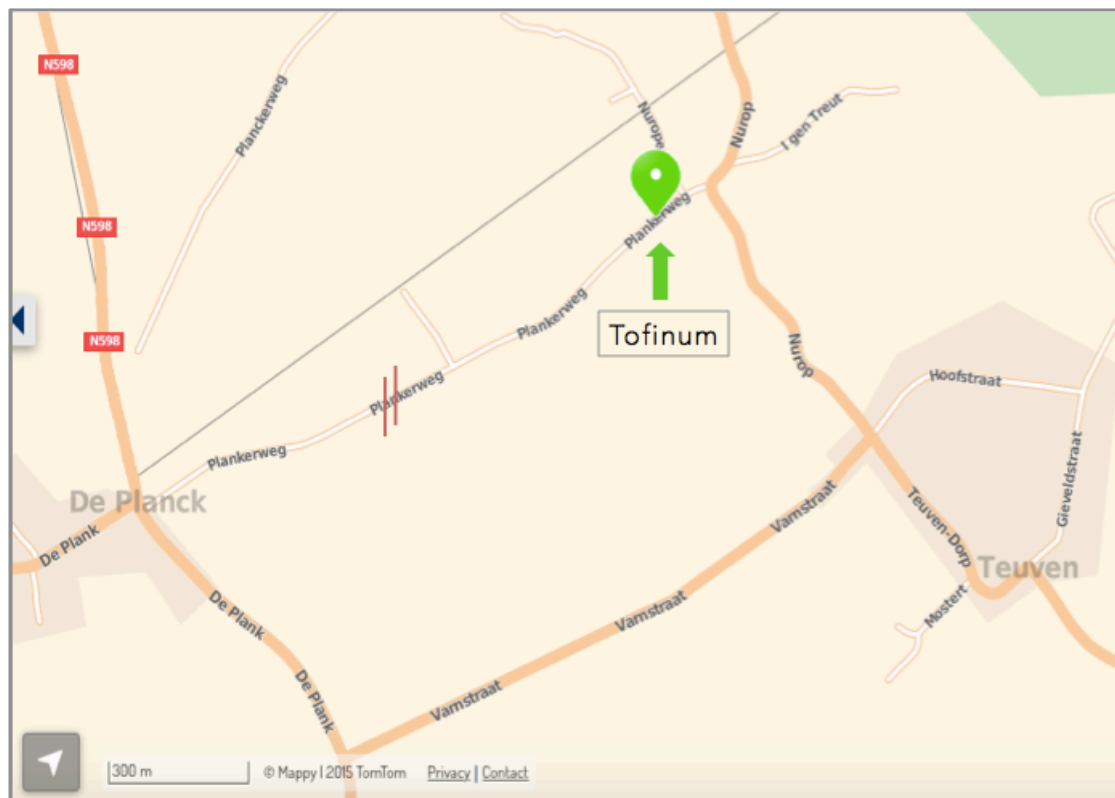 N598
Planckerweg
Nurope
Nurop
I gen Treut
N598
Plankerweg
Plankerweg
Tofinum
N598
Nurop
Hoofstraat
Plankerweg
Plankerweg
Gieveldstraat
De Planck
De Plank
Vamstraat
Teuven-Dorp
Teuven
Mostert
De Plank
Vamstraat
De Plank
Vamstraat
300 m
© Mappy | 2015 TomTom Privacy | Contact